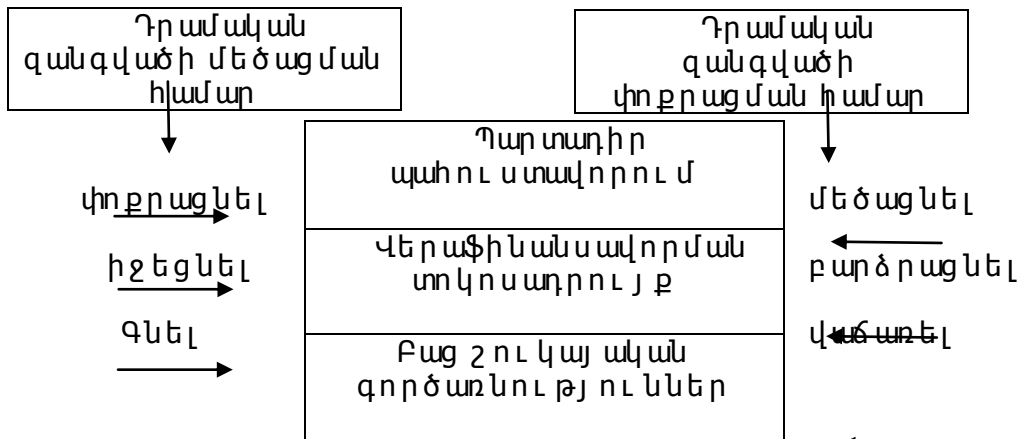 Դրամական
զանգվածի մեծացման
համար
Դրամական
զանգվածի
փոքրացման համար
Պարտադիր
պահուստավորում
փոքրացնել
մեծացնել
Վերաֆինանսավորման
տոկոսադրույք
իջեցնել
բարձրացնել
Գնել
վաճառել
Բաց շուկայական
գործառնություններ